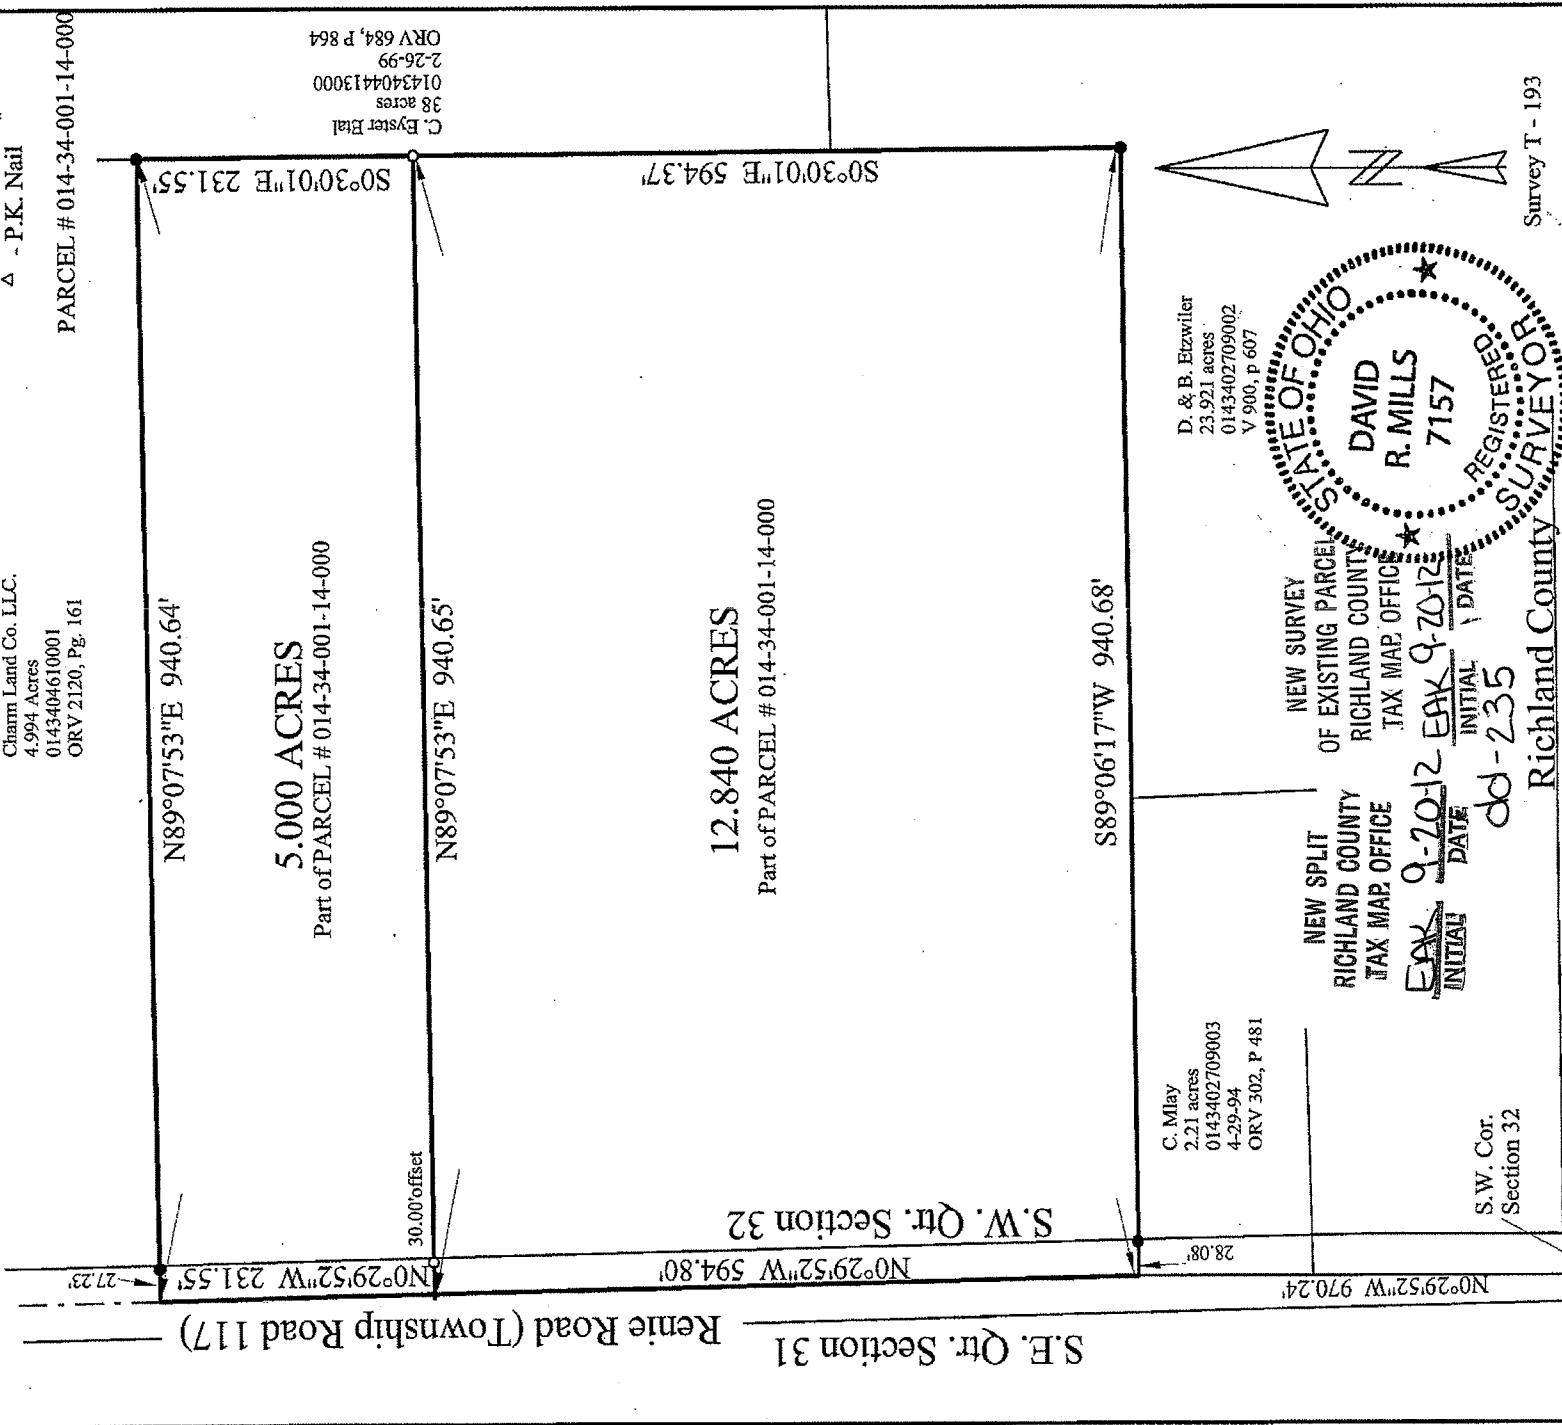 △ - P.K. Nail
PARCEL # 014-34-001-14-000
Charm Land Co. LLC.
4.994 Acres
0143404610001
ORV 2120, Pg. 161
C. Eyster Etal
38 acres
0143404413000
2-26-99
ORV 684, P 864
N89°07'53"E 940.64'
S0°30'01"E 231.55'
5.000 ACRES
Part of PARCEL # 014-34-001-14-000
N89°07'53"E 940.65'
30.00'offset
27.23'
N0°29'52"W 231.55'
S0°30'01"E 594.37'
12.840 ACRES
Part of PARCEL # 014-34-001-14-000
N0°29'52"W 594.80'
S.W. Qtr. Section 32
S89°06'17"W 940.68'
28.08'
N0°29'52"W 970.24'
Renie Road (Township Road 117)
S.E. Qtr. Section 31
C. Mlay
2.21 acres
0143402709003
4-29-94
ORV 302, P 481
D. & B. Etzwiler
23.921 acres
0143402709002
V 900, p 607
S.W. Cor.
Section 32
NEW SPLIT
RICHLAND COUNTY
TAX MAP OFFICE
EAK 9-20-12
INITIAL DATE
NEW SURVEY
OF EXISTING PARCEL
RICHLAND COUNTY
TAX MAP OFFICE
EAK 9-20-12
INITIAL DATE
dd-235
STATE OF OHIO
DAVID
R. MILLS
7157
REGISTERED
SURVEYOR
N
Survey T - 193
Richland County